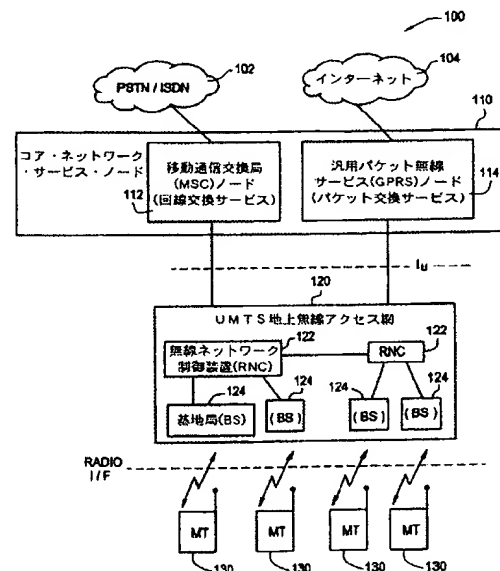 100
PSTN / ISDN
102
インターネット
104
110
コア・ネットワーク
・サービス・ノード
移動通信交換局
(MSC)ノード
(回線交換サービス)
112
汎用パケット無線
サービス(GPRS)ノード
(パケット交換サービス)
114
IU
120
UMTS地上無線アクセス網
122
無線ネットワーク
制御装置(RNC)
RNC
122
124
基地局(BS)
124
(BS)
124
(BS)
124
(BS)
RADIO
I/F
MT
MT
MT
MT
130
130
130
130